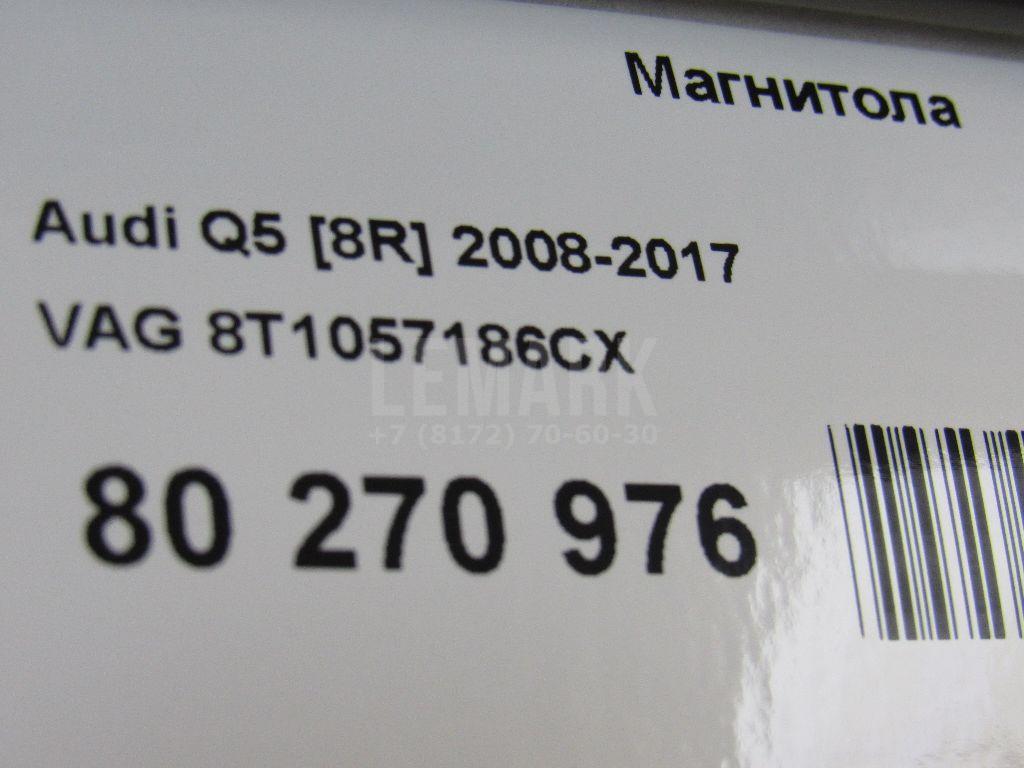 Магнитола
Audi Q5 [8R] 2008-2017
VAG 8T1057186CX
LEMARK
+7 (8172) 70-60-30
80 270 976